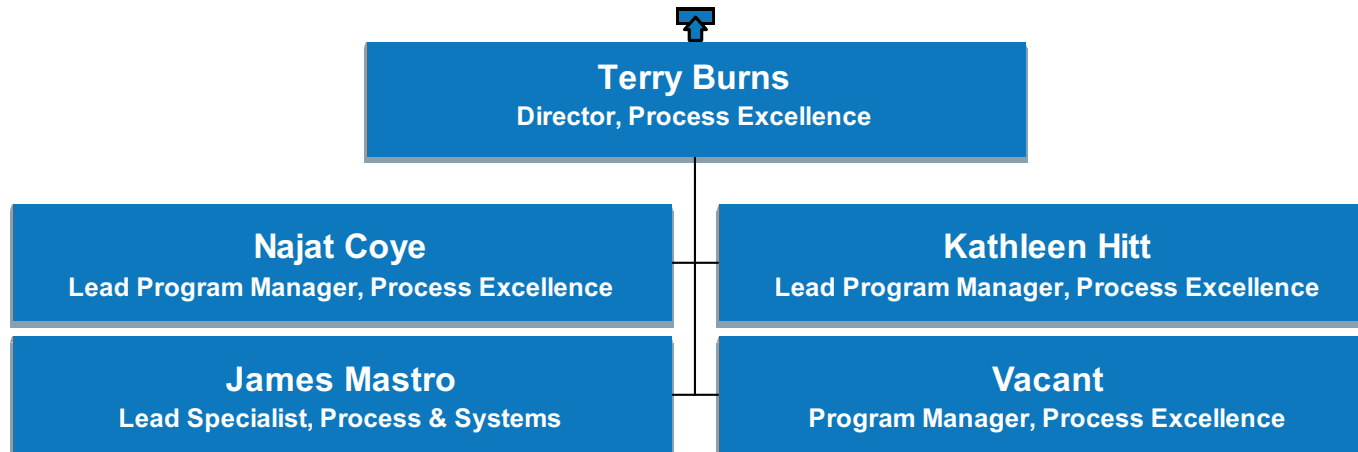 Terry Burns
Director, Process Excellence
Najat Coye
Lead Program Manager, Process Excellence
Kathleen Hitt
Lead Program Manager, Process Excellence
James Mastro
Lead Specialist, Process & Systems
Vacant
Program Manager, Process Excellence